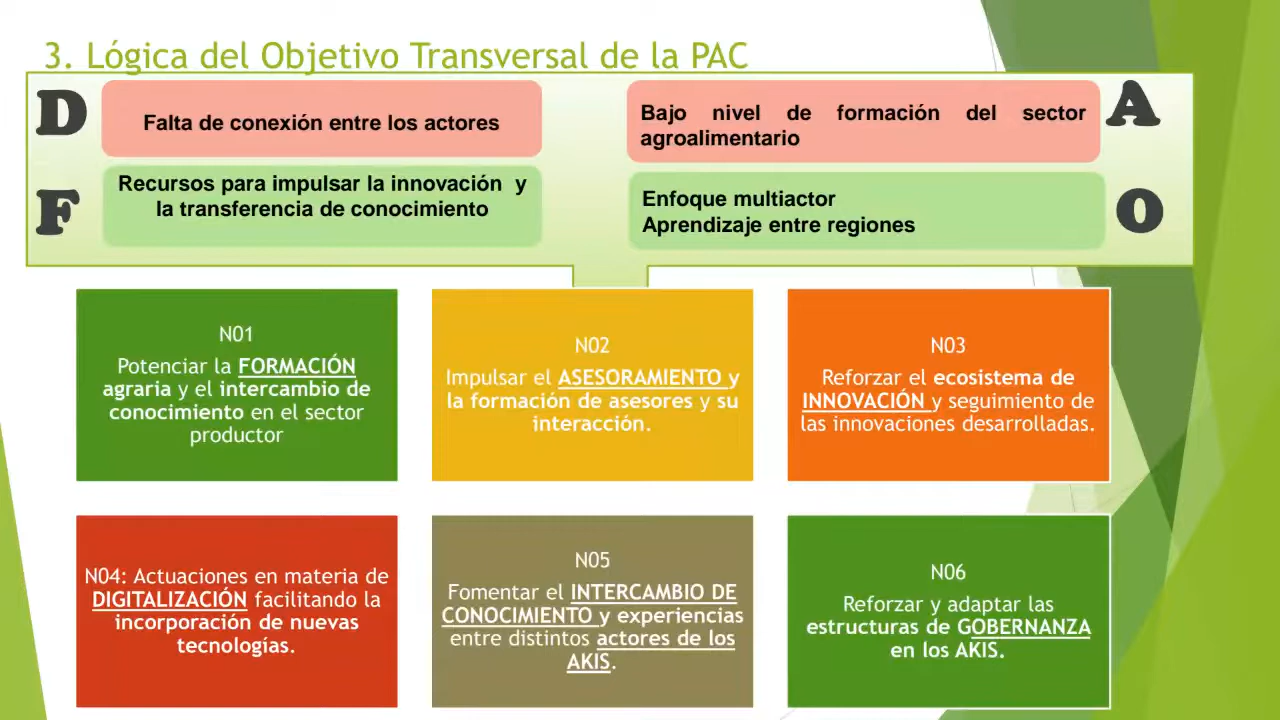 3. Lógica del Objetivo Transversal de la PAC
D
Falta de conexión entre los actores
Bajo nivel de formación del sector
agroalimentario
A
F
Recursos para impulsar la innovación y
la transferencia de conocimiento
Enfoque multiactor
Aprendizaje entre regiones
O
N01
Potenciar la FORMACIÓN
agraria y el intercambio de
conocimiento en el sector
productor
N02
Impulsar el ASESORAMIENTO y
la formación de asesores y su
interacción.
N03
Reforzar el ecosistema de
INNOVACIÓN y seguimiento de
las innovaciones desarrolladas.
N04: Actuaciones en materia de
DIGITALIZACIÓN facilitando la
incorporación de nuevas
tecnologías.
N05
Fomentar el INTERCAMBIO DE
CONOCIMIENTO y experiencias
entre distintos actores de los
AKIS.
N06
Reforzar y adaptar las
estructuras de GOBERNANZA
en los AKIS.